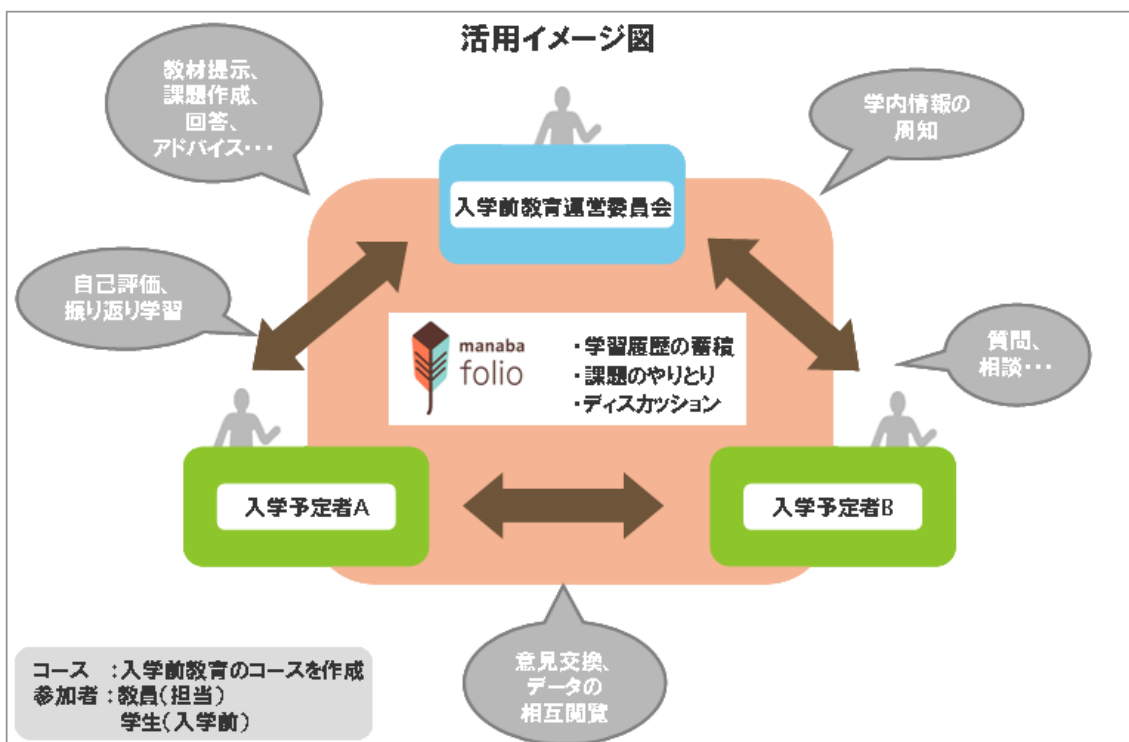 活用イメージ図
教材提示、
課題作成、
回答、
アドバイス・・・
学内情報の
周知
入学前教育運営委員会
自己評価、
振り返り学習
manaba
folio
・学習履歴の蓄積
・課題のやりとり
・ディスカッション
質問、
相談・・・
入学予定者A
入学予定者B
意見交換、
データの
相互閲覧
コース ：入学前教育のコースを作成
参加者：教員（担当）
学生（入学前）